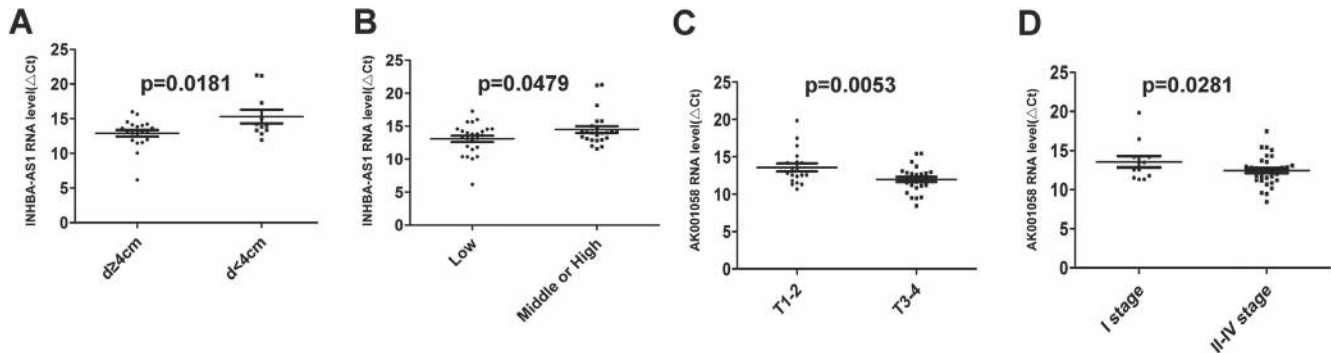 A
INHBA-AS1 RNA level(△Ct)
25
20
15
10
5
0
p=0.0181
d≥4cm
d<4cm
B
INHBA-AS1 RNA level(△Ct)
25
20
15
10
5
0
p=0.0479
Low
Middle or High
C
AK001058 RNA level(△Ct)
25
20
15
10
5
0
p=0.0053
T1-2
T3-4
D
AK001058 RNA level(△Ct)
25
20
15
10
5
0
p=0.0281
I stage
II-IV stage